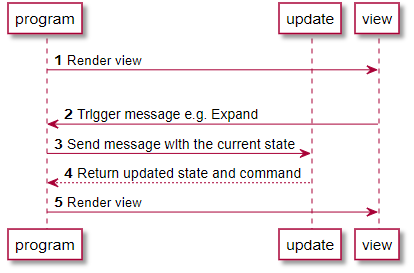 program update view
1 Render view
2 Trigger message e.g. Expand
3 Send message with the current state
4 Return updated state and command
5 Render view
program update view